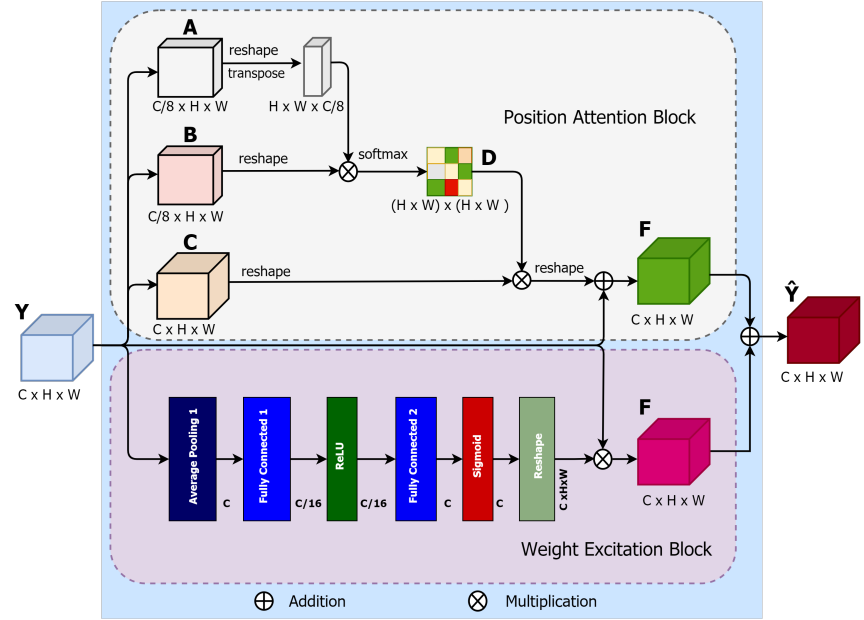 A
reshape
transpose
C/8 x H x W
H x W x C/8
Position Attention Block
B
reshape
softmax
D
C/8 x H x W
(H x W) x (H x W )
C
reshape
reshape
F
C x H x W
C x H x W
Y
C x H x W
Ŷ
C x H x W
Average Pooling 1
C
Fully Connected 1
C/16
ReLU
C/16
Fully Connected 2
C
Sigmoid
C
Reshape
C xHxW
F
C x H x W
Weight Excitation Block
Addition
Multiplication